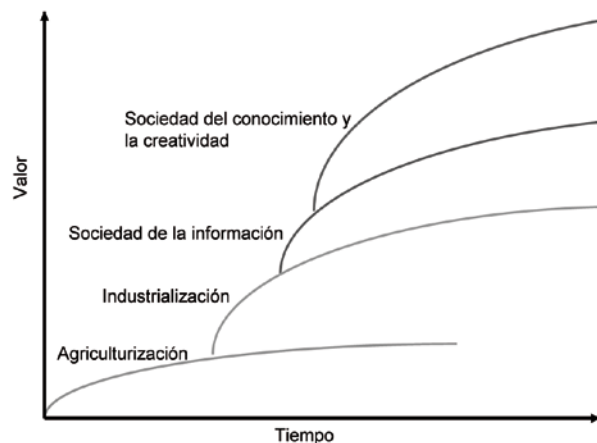 Sociedad del conocimiento y
la creatividad
Valor
Sociedad de la información
Industrialización
Agriculturización
Tiempo